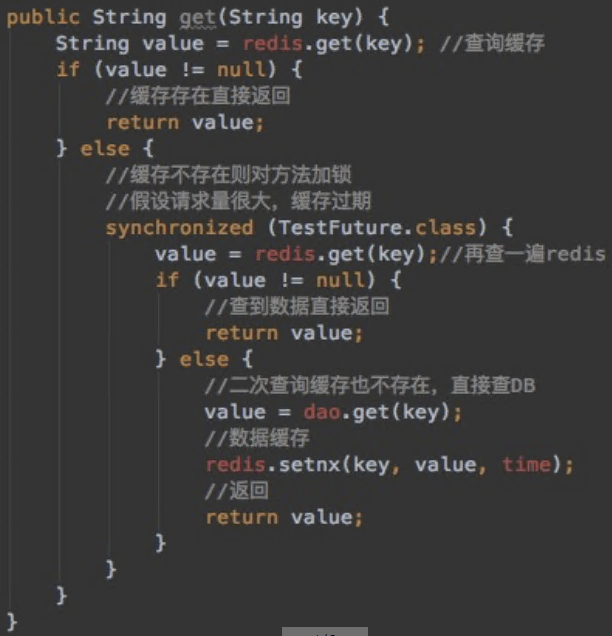 public String get(String key) {
    String value = redis.get(key); //查询缓存
    if (value != null) {
        //缓存存在直接返回
        return value;
    } else {
        //缓存不存在则对方法加锁
        //假设请求量很大，缓存过期
        synchronized (TestFuture.class) {
            value = redis.get(key);//再查一遍redis
            if (value != null) {
                //查到数据直接返回
                return value;
            } else {
                //二次查询缓存也不存在，直接查DB
                value = dao.get(key);
                //数据缓存
                redis.setnx(key, value, time);
                //返回
                return value;
            }
        }
    }
}